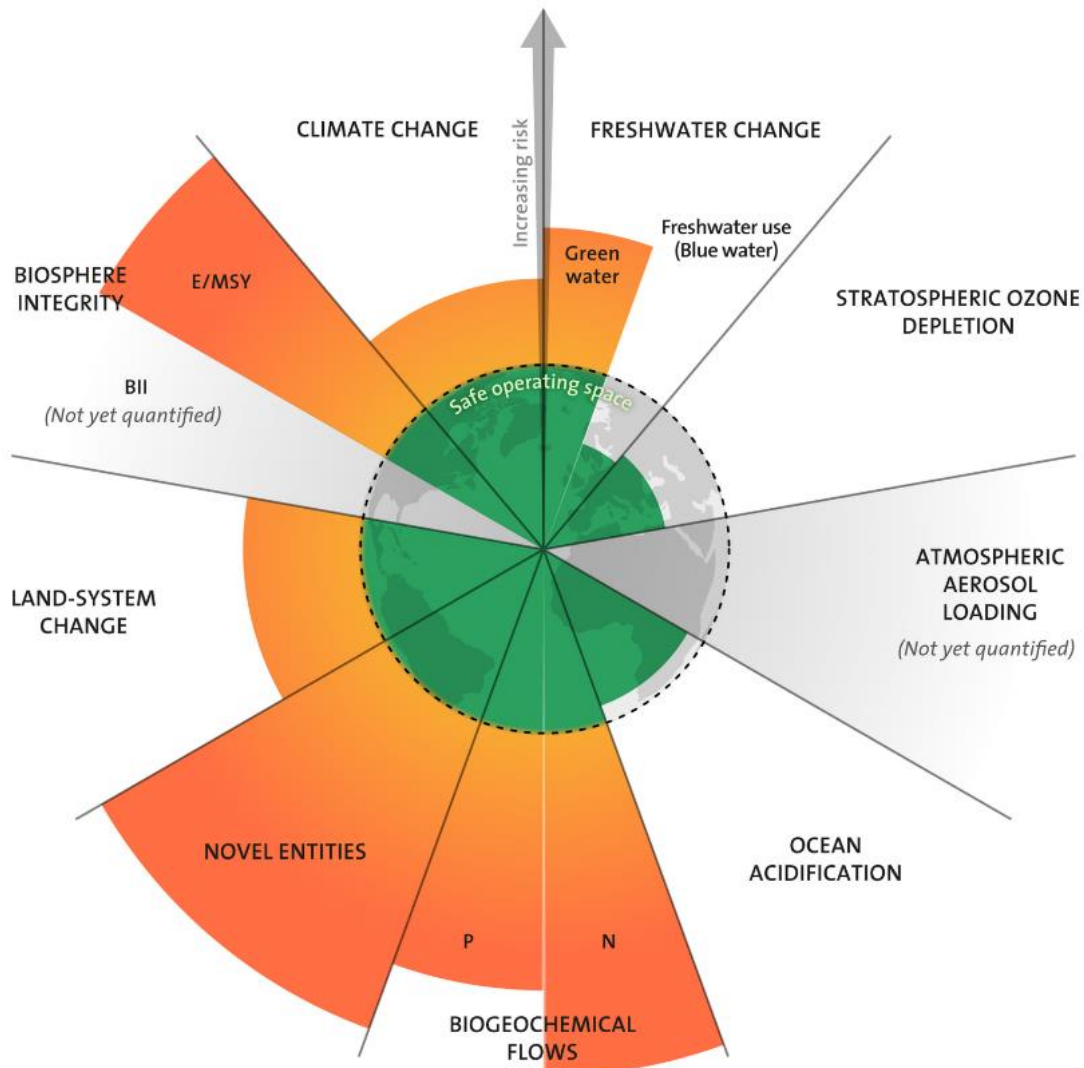 CLIMATE CHANGE
Increasing risk
FRESHWATER CHANGE
Green
water
Freshwater use
(Blue water)
STRATOSPHERIC OZONE
DEPLETION
ATMOSPHERIC
AEROSOL
LOADING
(Not yet quantified)
OCEAN
ACIDIFICATION
N
P
BIOGEOCHEMICAL
FLOWS
NOVEL ENTITIES
LAND-SYSTEM
CHANGE
BIOSPHERE
INTEGRITY
E/MSY
BII
(Not yet quantified)
Safe operating space